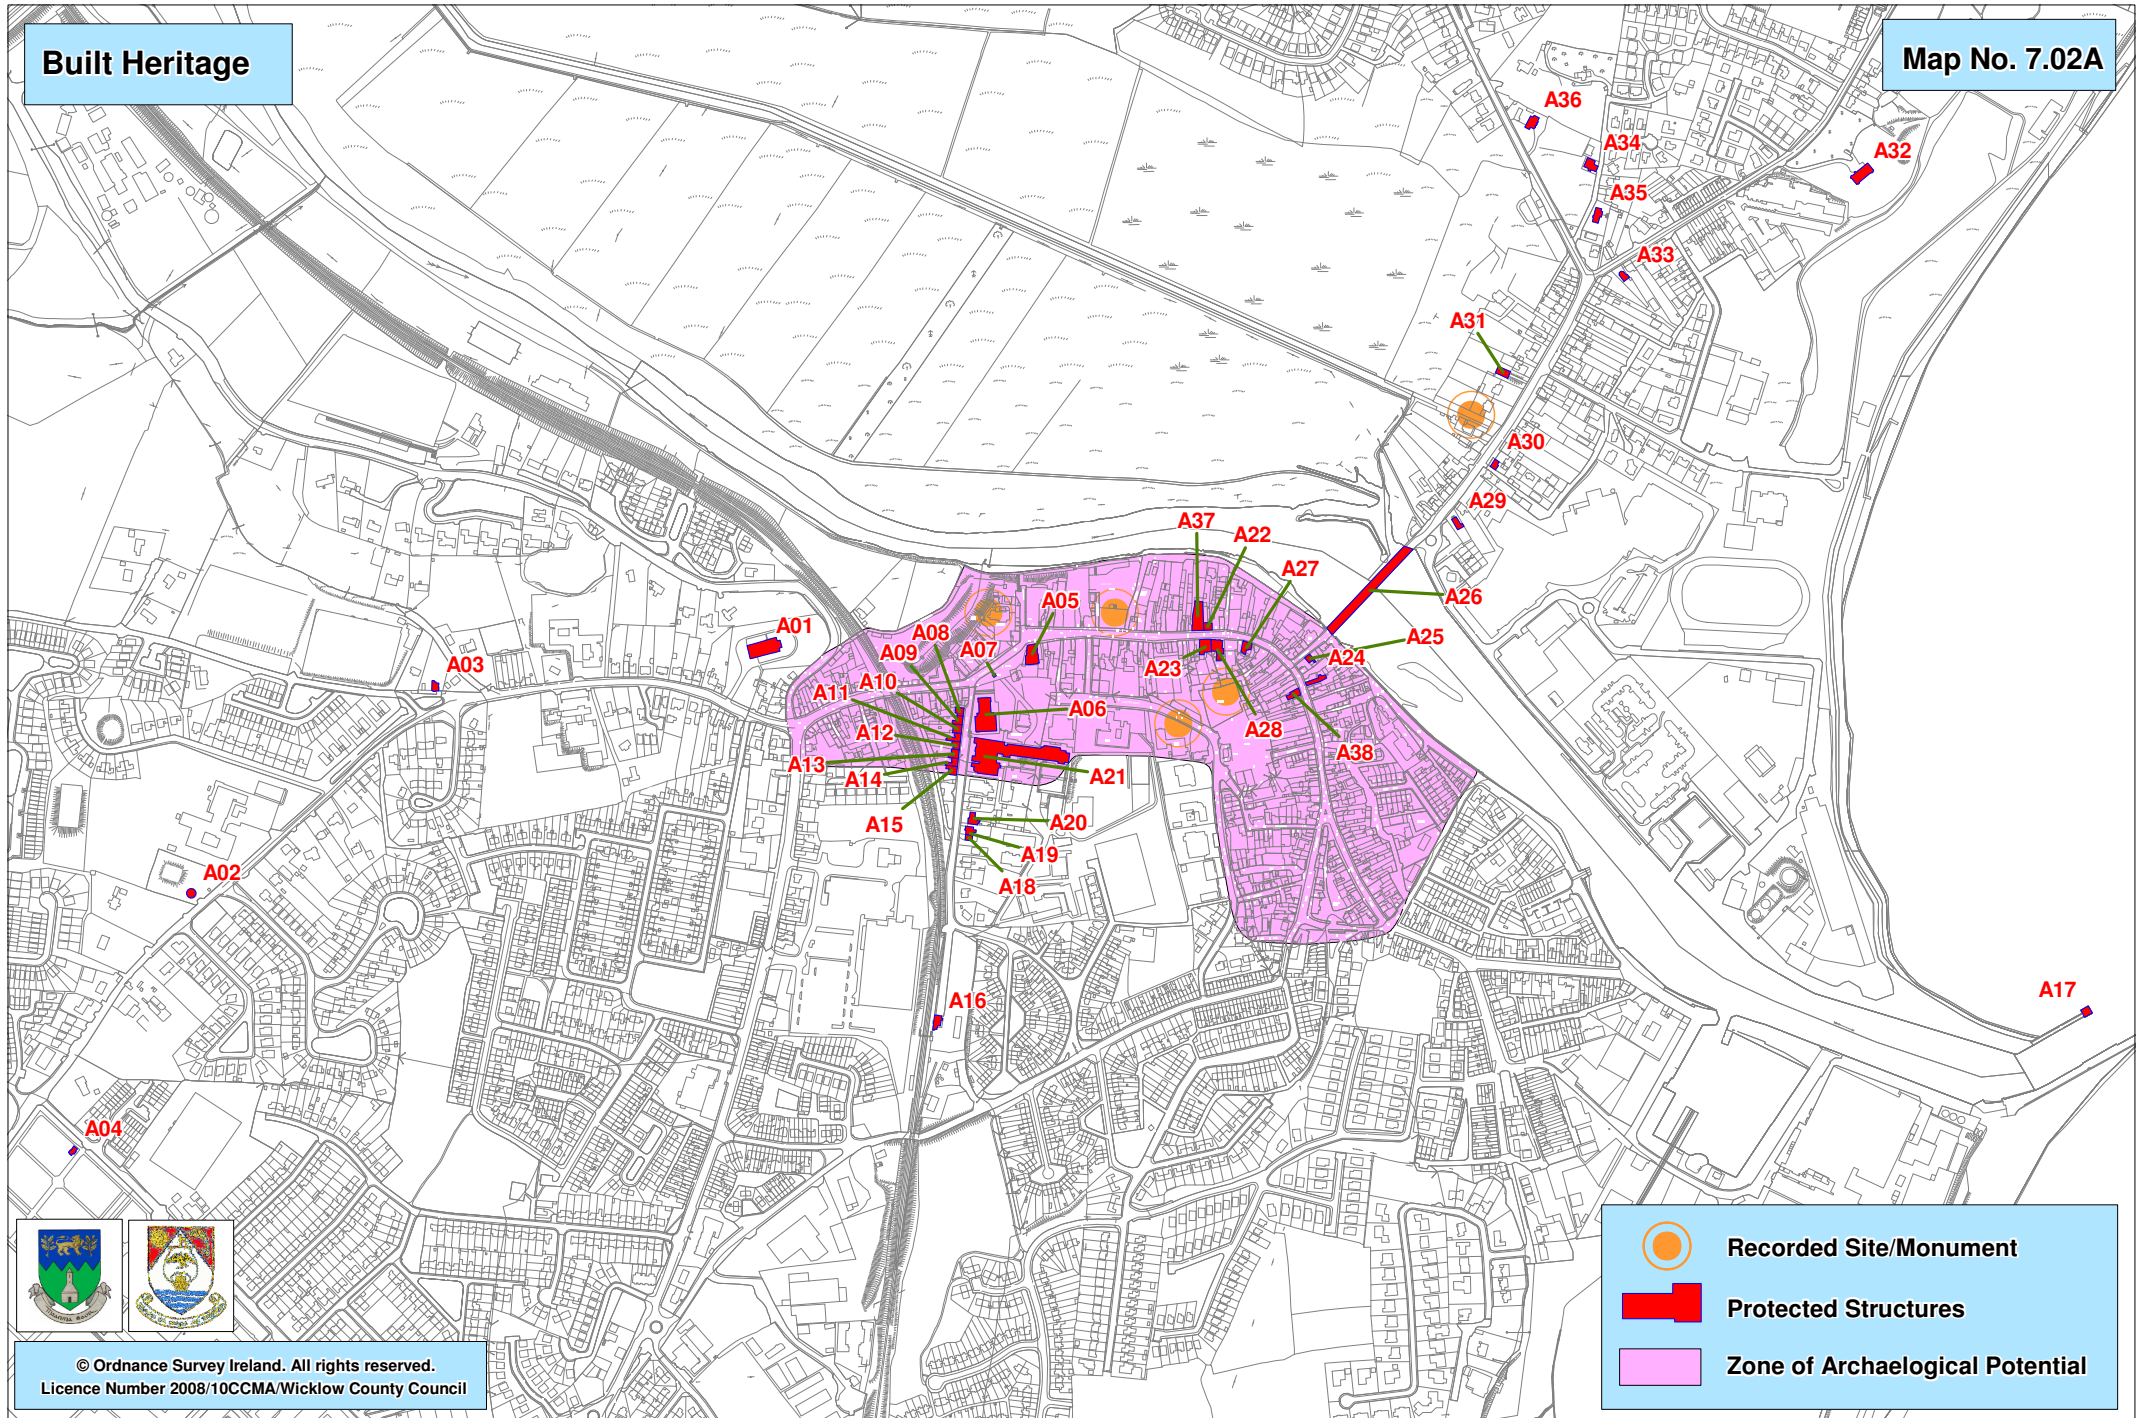 Built Heritage
Map No. 7.02A
A36
A34
A32
A35
A33
A31
A30
A29
A37
A22
A27
A26
A05
A01
A08
A25
A07
A09
A24
A03
A23
A10
A11
A06
A28
A12
A38
A13
A14
A21
A15
A20
A19
A02
A18
A17
A16
A04
Recorded Site/Monument
Protected Structures
Zone of Archaelogical Potential
© Ordnance Survey Ireland. All rights reserved.
Licence Number 2008/10CCMA/Wicklow County Council